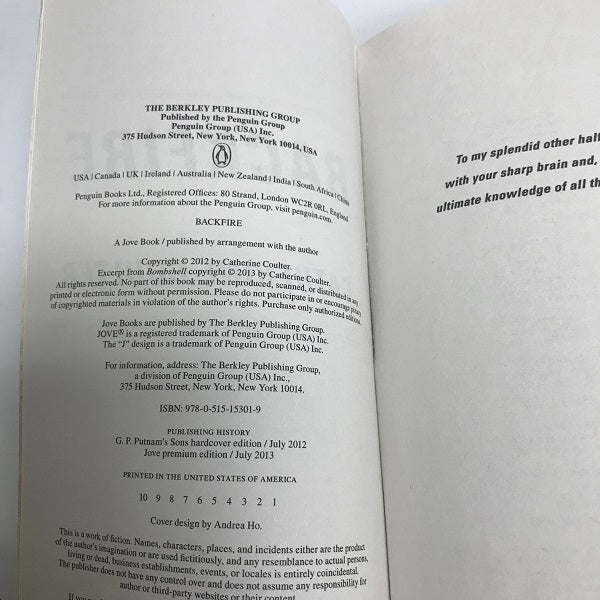 THE BERKLEY PUBLISHING GROUP
Published by the Penguin Group
Penguin Group (USA) Inc.
375 Hudson Street, New York, New York 10014, USA
USA | Canada | UK | Ireland | Australia | New Zealand | India | South Africa | China
Penguin Books Ltd., Registered Offices: 80 Strand, London WC2R 0RL, England
For more information about the Penguin Group, visit penguin.com.
BACKFIRE
A Jove Book / published by arrangement with the author
Copyright © 2012 by Catherine Coulter.
Excerpt from Bombshell copyright © 2013 by Catherine Coulter.
All rights reserved. No part of this book may be reproduced, scanned, or distributed in any
printed or electronic form without permission. Please do not participate in or encourage piracy
of copyrighted materials in violation of the author's rights. Purchase only authorized editions.
Jove Books are published by The Berkley Publishing Group.
JOVE® is a registered trademark of Penguin Group (USA) Inc.
The "J" design is a trademark of Penguin Group (USA) Inc.
For information, address: The Berkley Publishing Group,
a division of Penguin Group (USA) Inc.,
375 Hudson Street, New York, New York 10014.
ISBN: 978-0-515-15301-9
PUBLISHING HISTORY
G. P. Putnam's Sons hardcover edition / July 2012
Jove premium edition / July 2013
PRINTED IN THE UNITED STATES OF AMERICA
10 9 8 7 6 5 4 3 2 1
Cover design by Andrea Ho.
This is a work of fiction. Names, characters, places, and incidents either are the product
of the author's imagination or are used fictitiously, and any resemblance to actual persons,
living or dead, business establishments, events, or locales is entirely coincidental.
The publisher does not have any control over and does not assume any responsibility for
author or third-party websites or their content.
If you
To my splendid other half
with your sharp brain and,
ultimate knowledge of all th